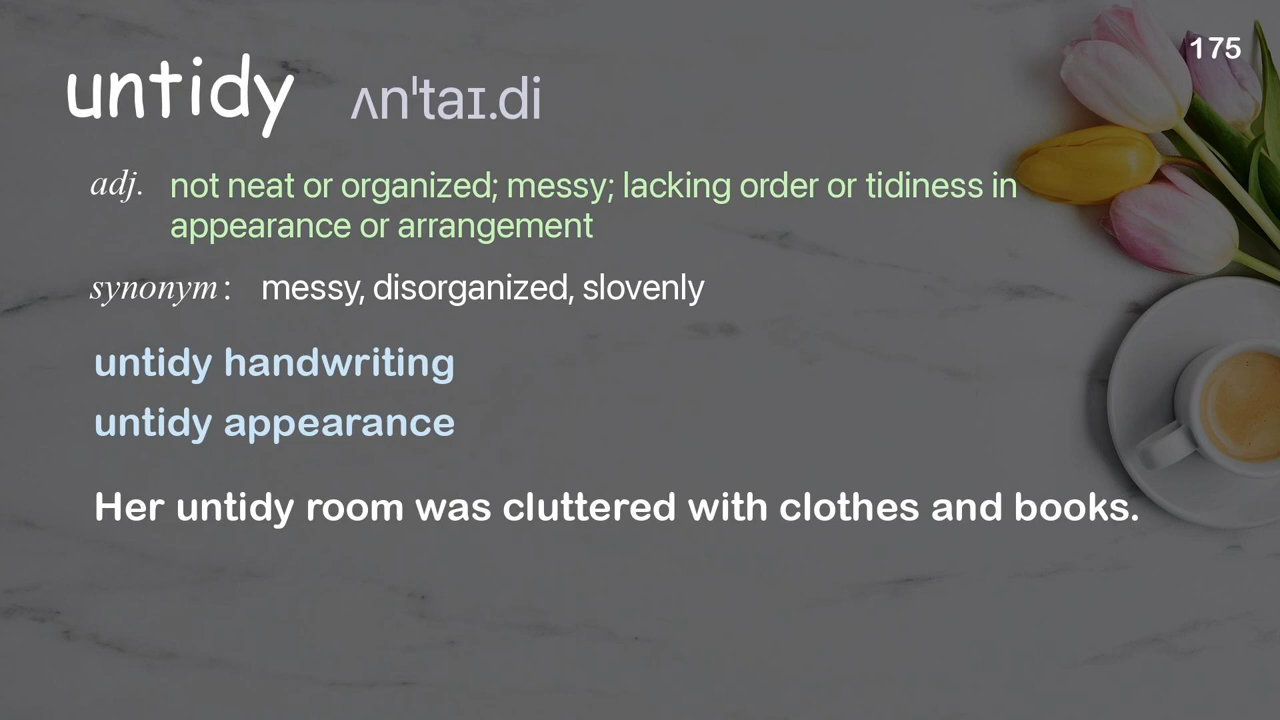 175
untidy ʌnˈtaɪ.di
adj. not neat or organized; messy; lacking order or tidiness in
appearance or arrangement
synonym: messy, disorganized, slovenly
untidy handwriting
untidy appearance
Her untidy room was cluttered with clothes and books.